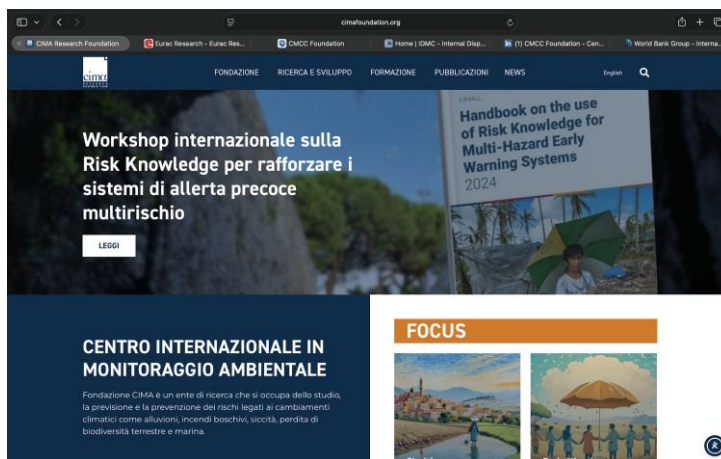 cimafoundation.org
CIMA Research Foundation
Eurac Research – Eurac Res...
CMCC Foundation
Home | IDMC - Internal Disp...
(1) CMCC Foundation - Cen...
World Bank Group - Interna...
cima
RESEARCH
FOUNDATION
FONDAZIONE
RICERCA E SVILUPPO
FORMAZIONE
PUBBLICAZIONI
NEWS
English
Workshop internazionale sulla
Risk Knowledge per rafforzare i
sistemi di allerta precoce
multirischio
LEGGI
Handbook on the use
of Risk Knowledge for
Multi-Hazard Early
Warning Systems
2024
CENTRO INTERNAZIONALE IN
MONITORAGGIO AMBIENTALE
Fondazione CIMA è un ente di ricerca che si occupa dello studio,
la previsione e la prevenzione dei rischi legati ai cambiamenti
climatici come alluvioni, incendi boschivi, siccità, perdita di
biodiversità terrestre e marina.
FOCUS